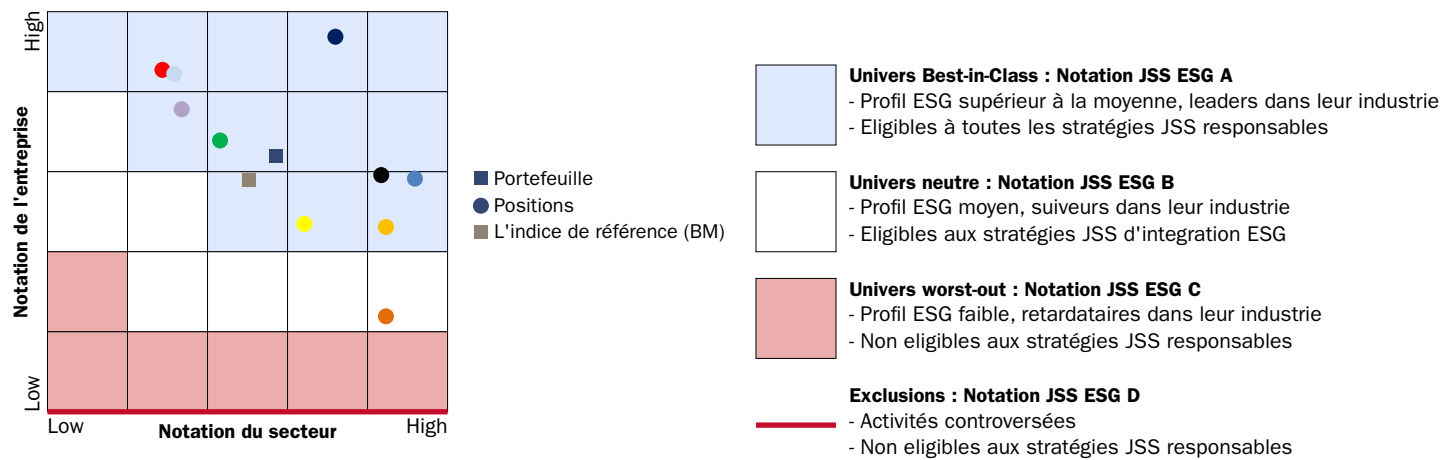 High
Notation de l'entreprise
Low
Low
Notation du secteur
High
Portefeuille
Positions
L'indice de référence (BM)
Univers Best-in-Class : Notation JSS ESG A
- Profil ESG supérieur à la moyenne, leaders dans leur industrie
- Eligibles à toutes les stratégies JSS responsables
Univers neutre : Notation JSS ESG B
- Profil ESG moyen, suiveurs dans leur industrie
- Eligibles aux stratégies JSS d'integration ESG
Univers worst-out : Notation JSS ESG C
- Profil ESG faible, retardataires dans leur industrie
- Non eligibles aux stratégies JSS responsables
Exclusions : Notation JSS ESG D
- Activités controversées
- Non eligibles aux stratégies JSS responsables